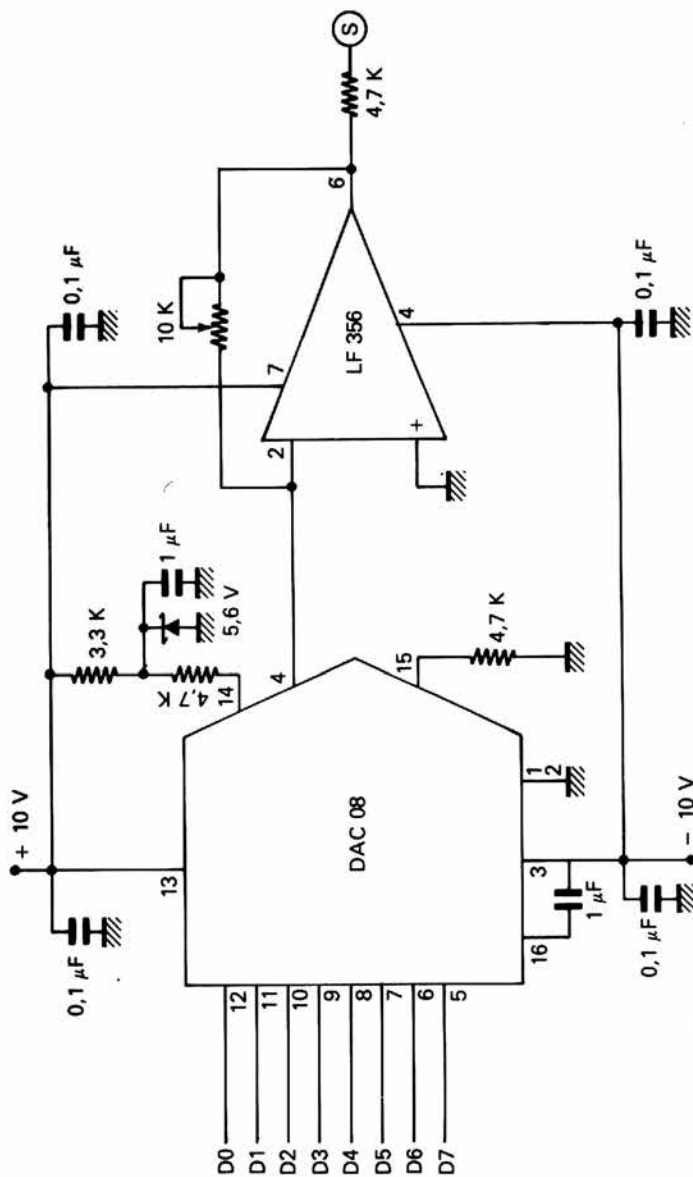 + 10 V
0,1 µF
3,3 K
1 µF
5,6 V
4,7 K
14
13
0,1 µF
10 K
7
2
6
4,7 K
S
LF 356
+
4
0,1 µF
4
15
4,7 K
DAC 08
D0
D1
D2
D3
D4
D5
D6
D7
12
11
10
9
8
7
6
5
16
1 µF
3
1
2
0,1 µF
− 10 V